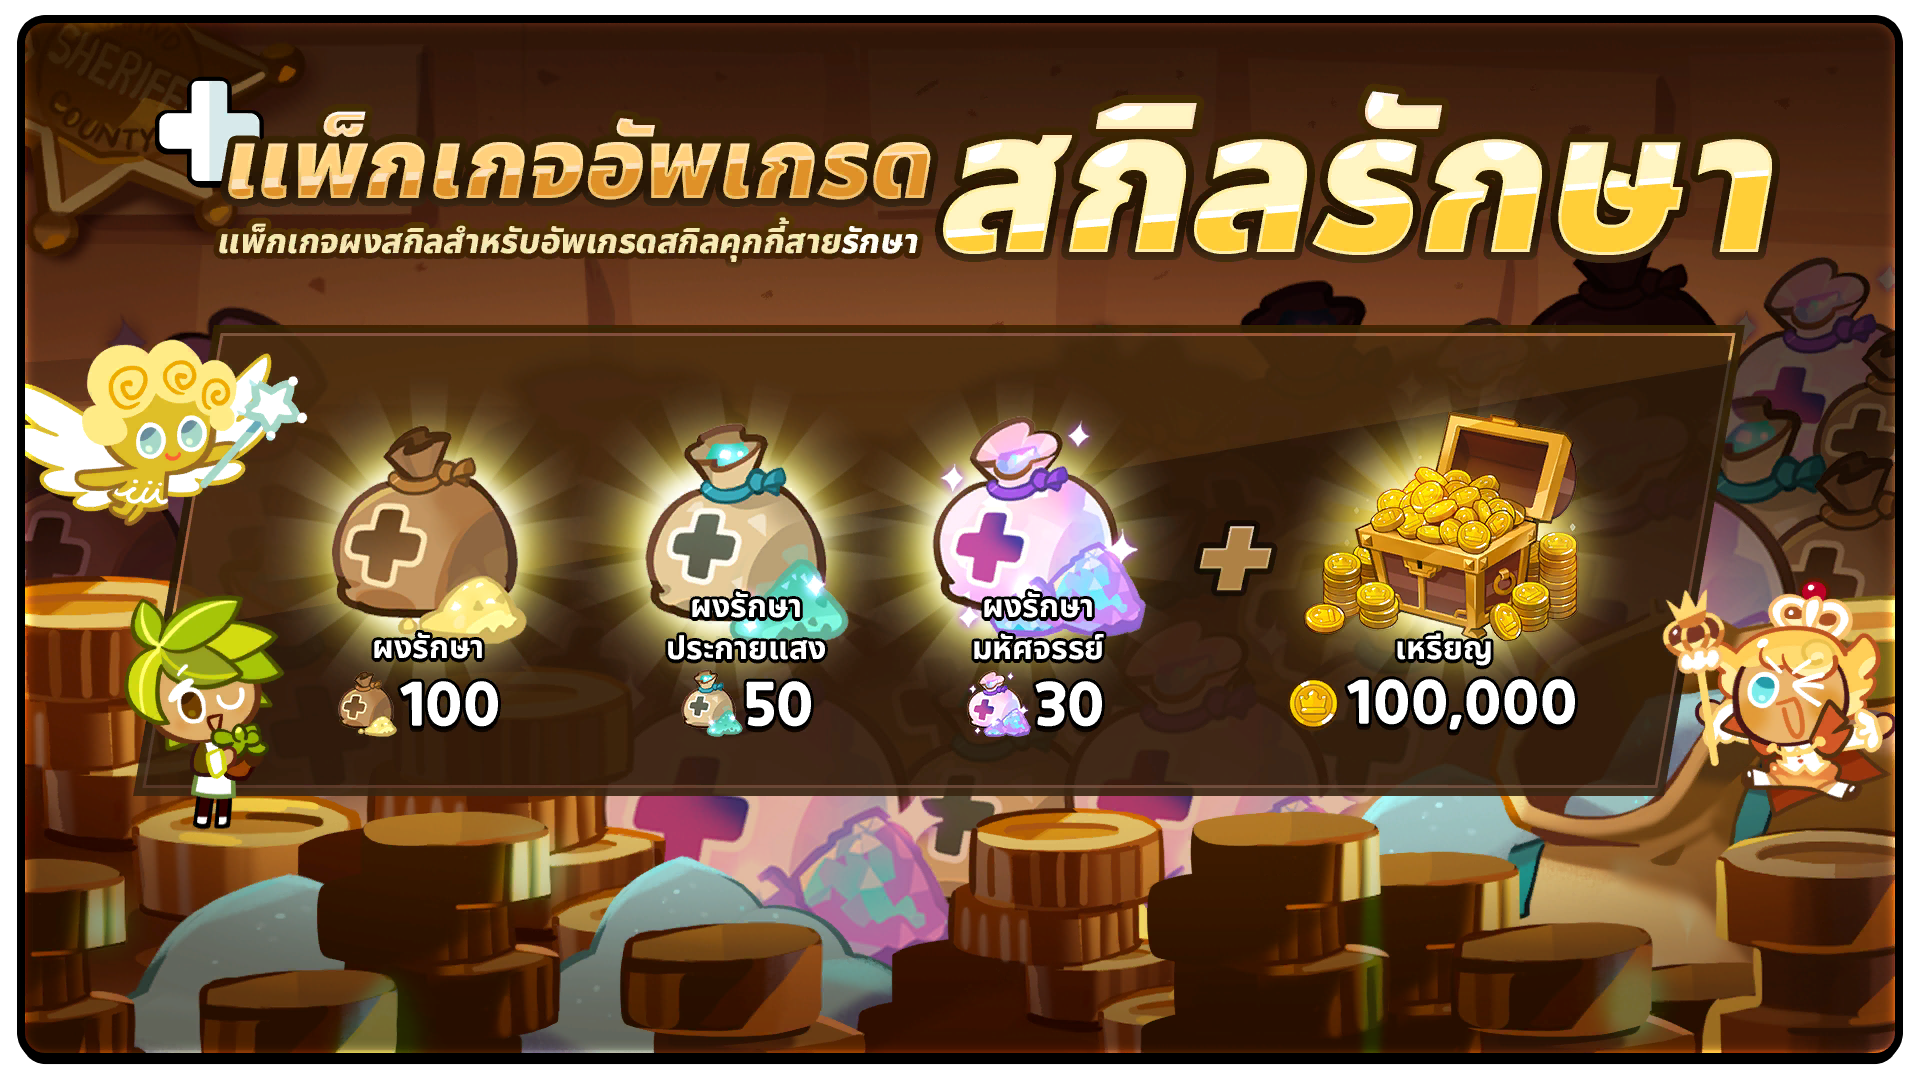 SHERIFF
COUNTY
แพ็กเกจอัพเกรด สกิลรักษา
แพ็กเกจผงสกิลสำหรับอัพเกรดสกิลคุกกี้สายรักษา
ผงรักษา
100
ผงรักษา
ประกายแสง
50
ผงรักษา
มหัศจรรย์
30
เหรียญ
100,000